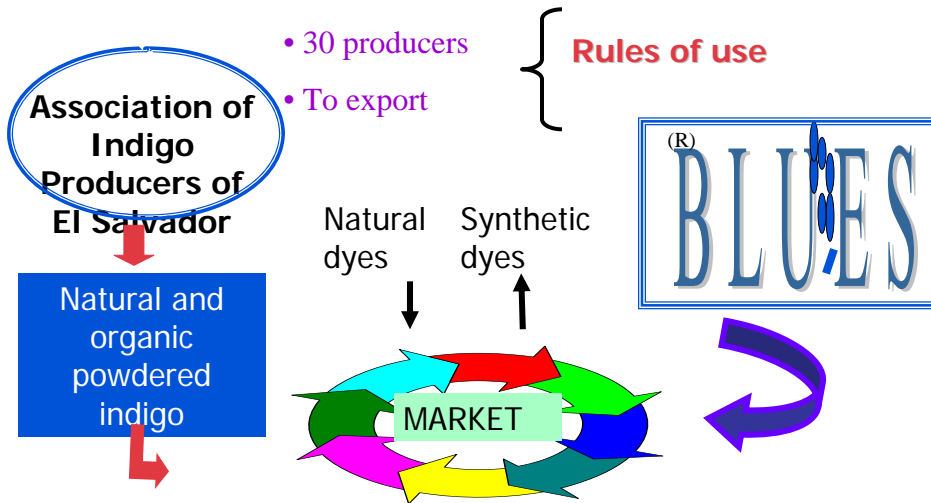 Association of
Indigo
Producers of
El Salvador
• 30 producers
• To export
Rules of use
(R)
BLUES
Natural
dyes
Synthetic
dyes
Natural and
organic
powdered
indigo
MARKET